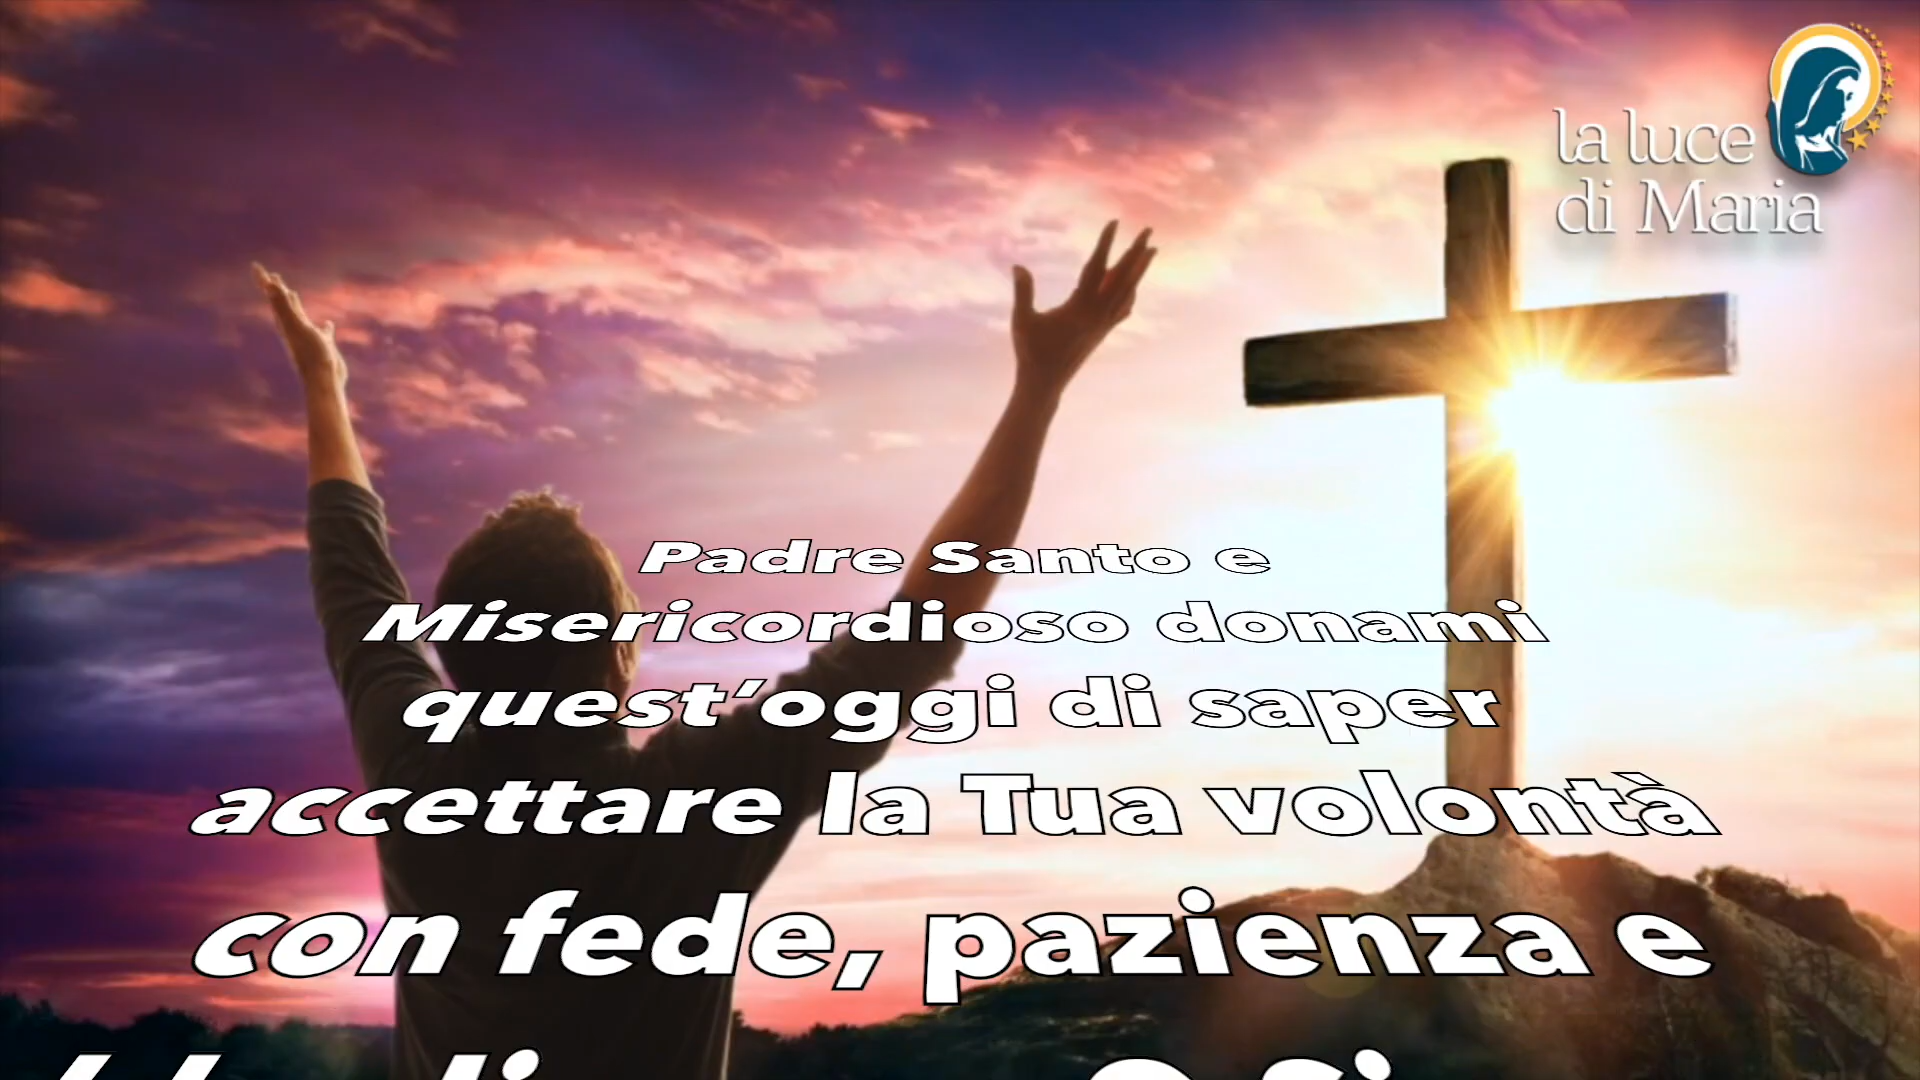 la luce
di Maria
Padre Santo e
Misericordioso donami
quest’oggi di saper
accettare la Tua volontà
con fede, pazienza e